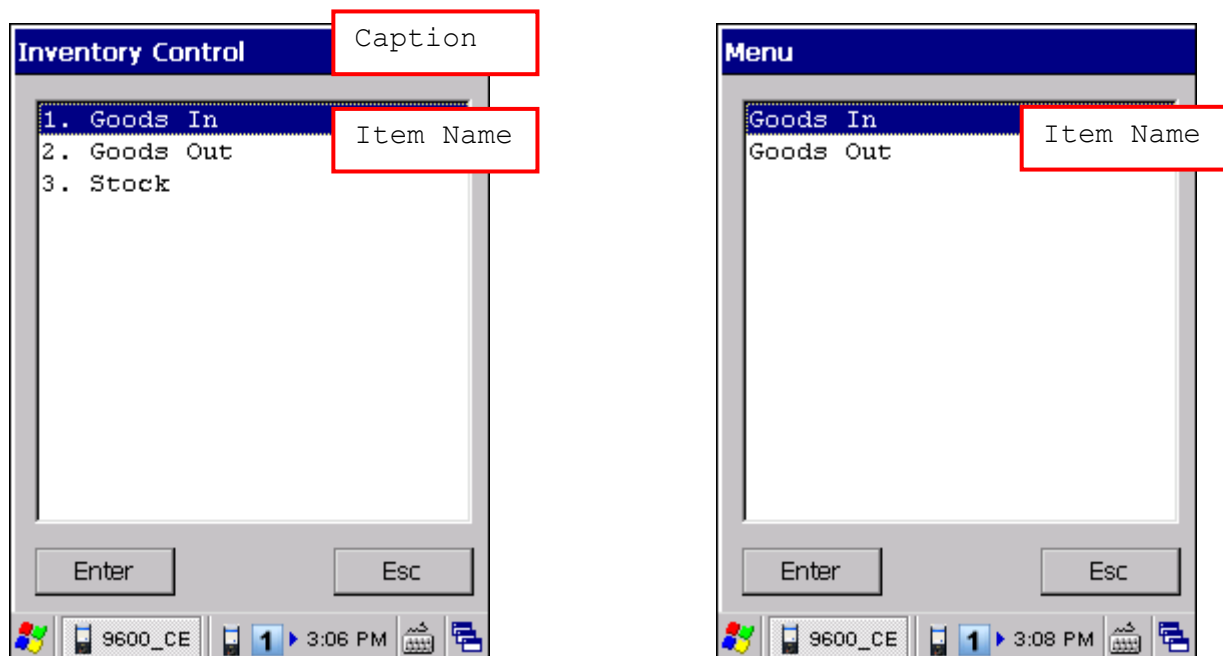 Inventory Control
Caption
1. Goods In
Item Name
2. Goods Out
3. Stock
Enter
Esc
9600_CE
1
3:06 PM
Menu
Goods In
Item Name
Goods Out
Enter
Esc
9600_CE
1
3:08 PM